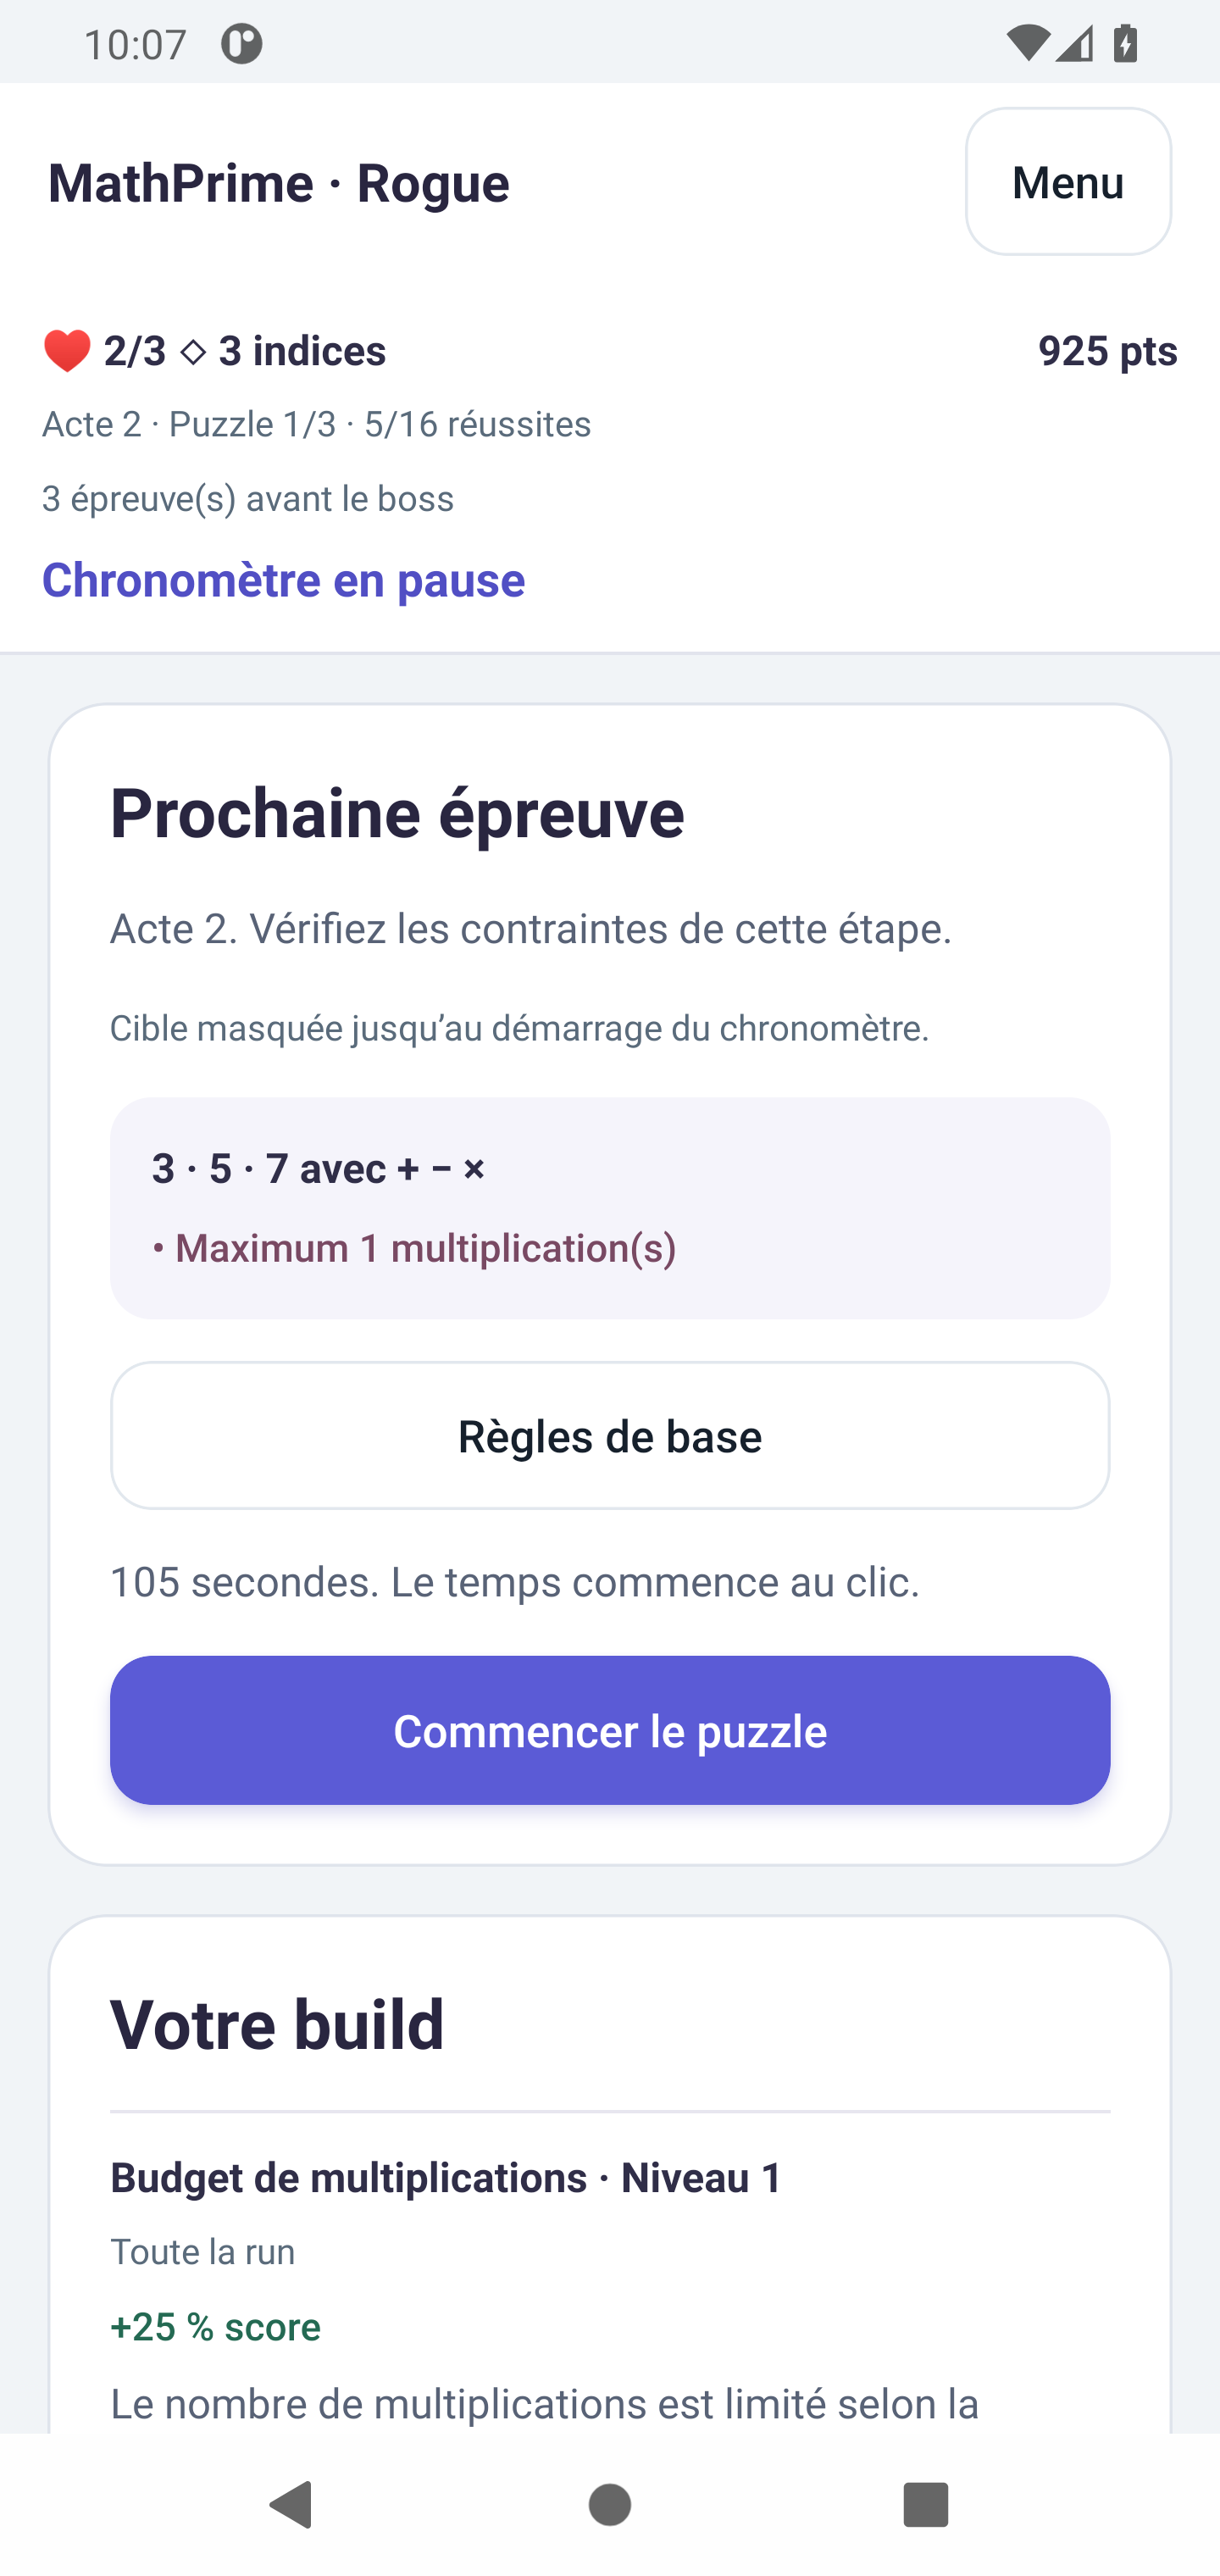 10:07
MathPrime · Rogue
Menu
❤️ 2/3 ◇ 3 indices
925 pts
Acte 2 · Puzzle 1/3 · 5/16 réussites
3 épreuve(s) avant le boss
Chronomètre en pause
Prochaine épreuve
Acte 2. Vérifiez les contraintes de cette étape.
Cible masquée jusqu’au démarrage du chronomètre.
3 · 5 · 7 avec + − ×
• Maximum 1 multiplication(s)
Règles de base
105 secondes. Le temps commence au clic.
Commencer le puzzle
Votre build
Budget de multiplications · Niveau 1
Toute la run
+25 % score
Le nombre de multiplications est limité selon la